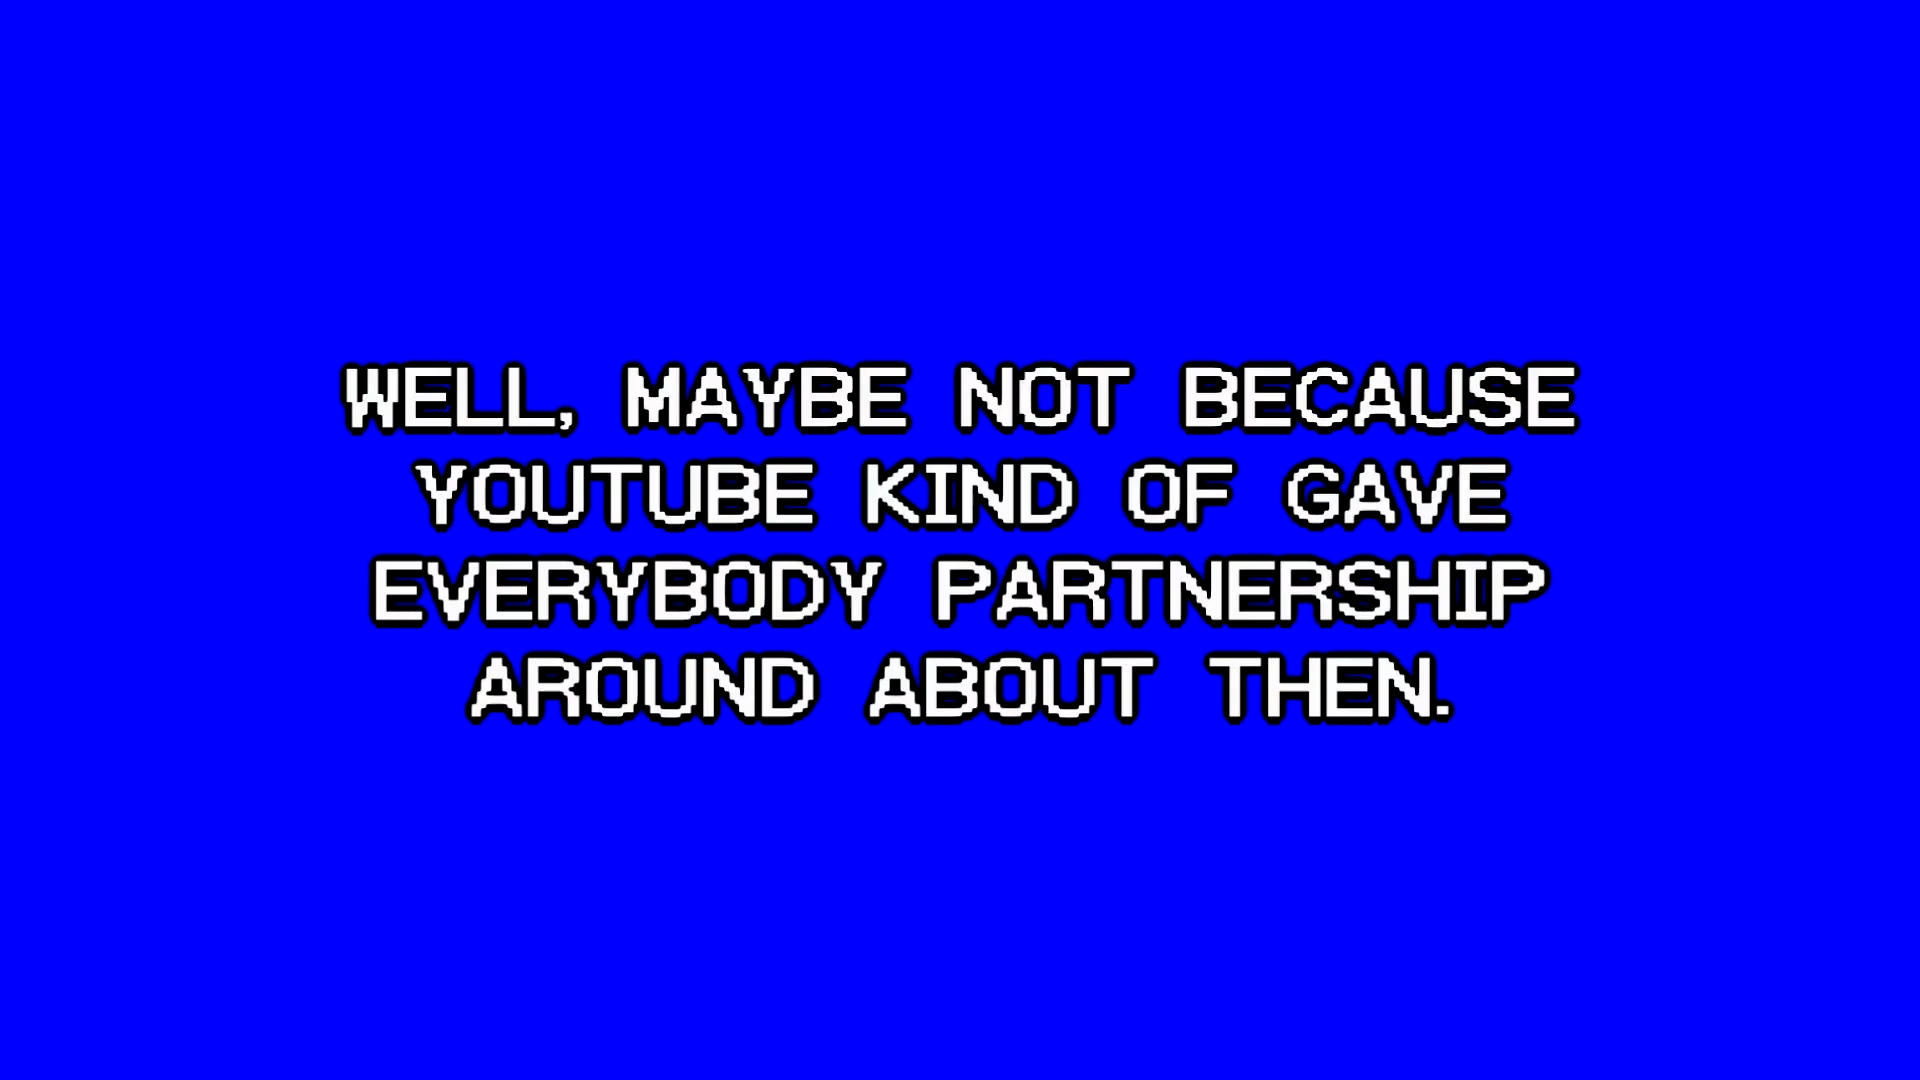 WELL, MAYBE NOT BECAUSE
YOUTUBE KIND OF GAVE
EVERYBODY PARTNERSHIP
AROUND ABOUT THEN.